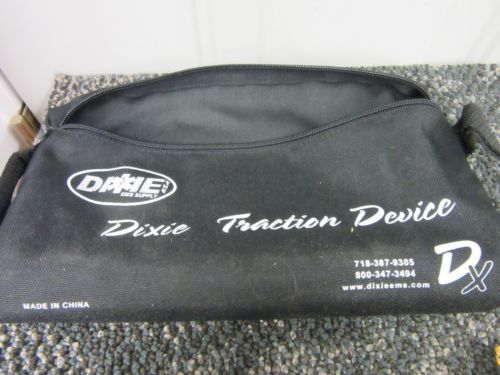 DIXIE
EMS SUPPLY
Dixie Traction Device
718-387-9305
800-347-3494
www.dixieems.com
DX
MADE IN CHINA